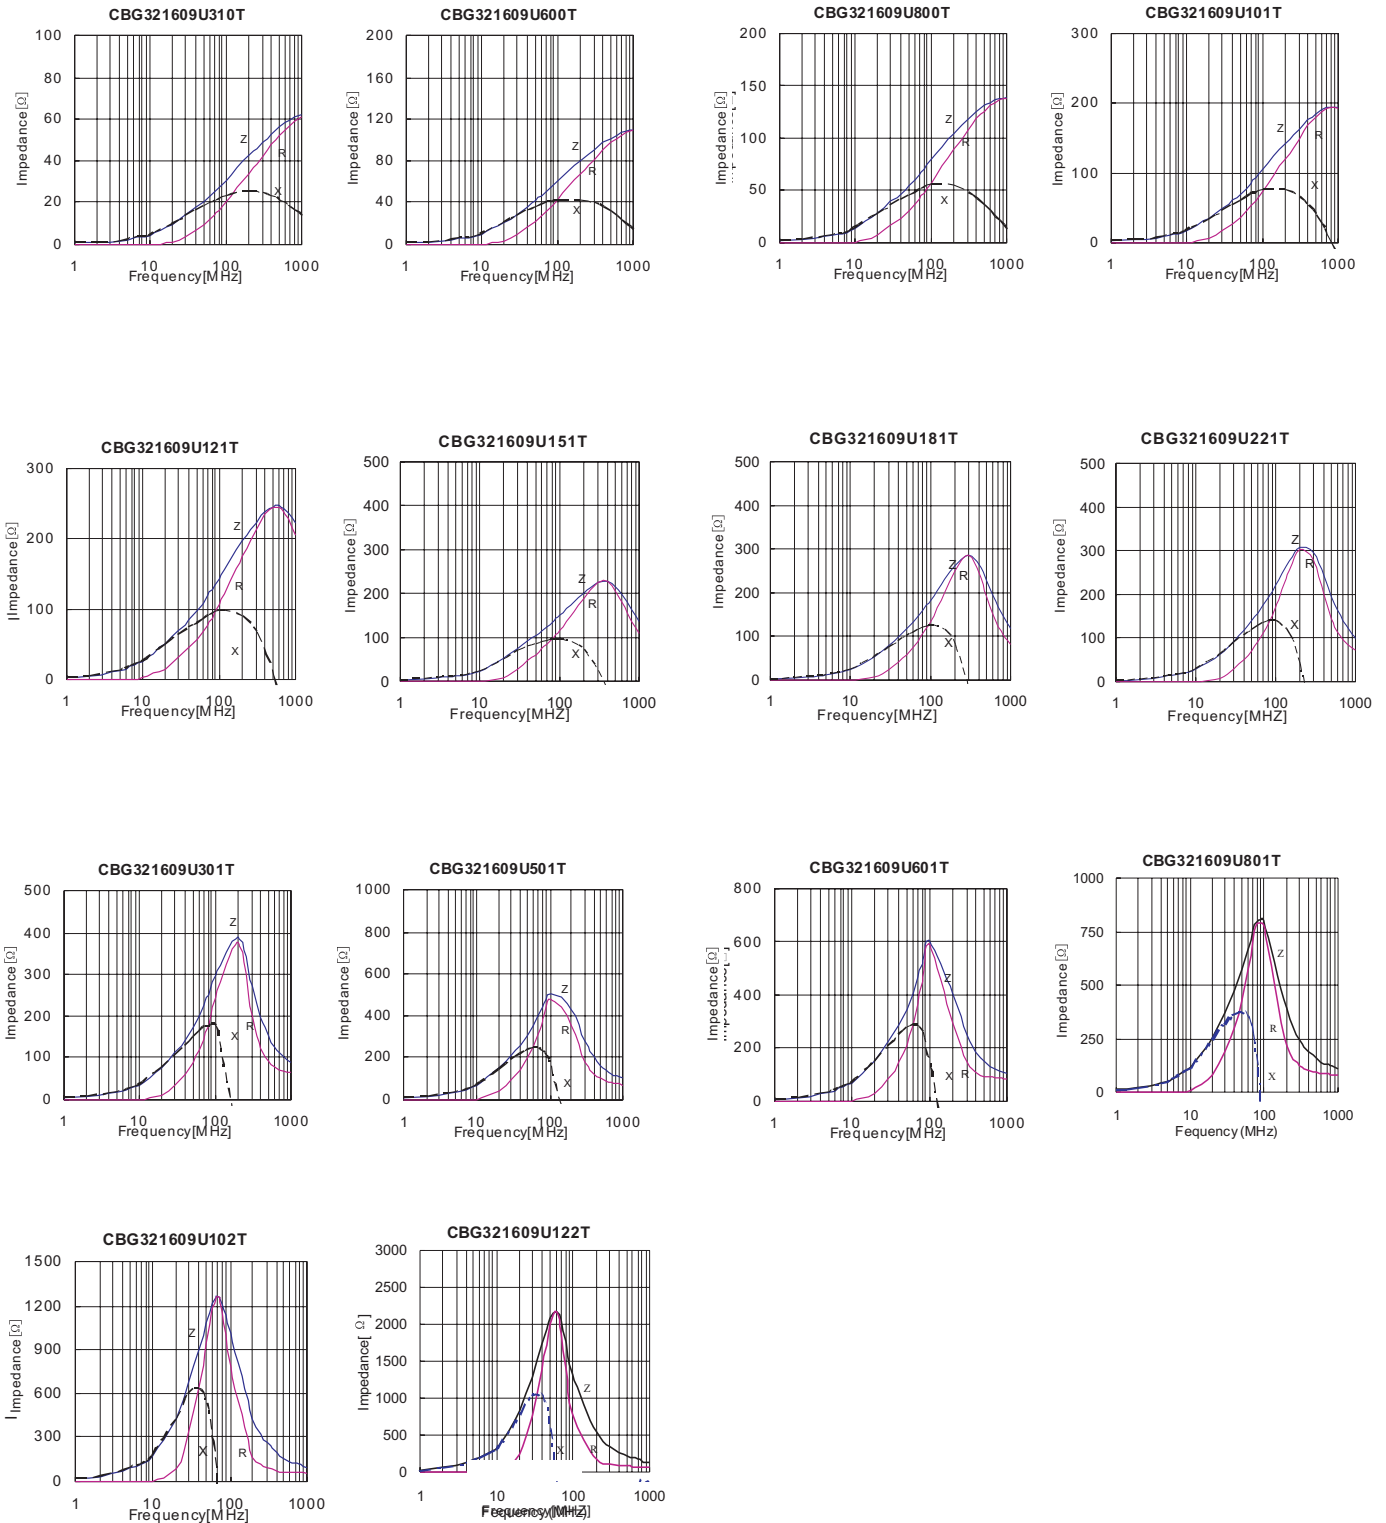 CBG321609U310T
100
80
60
40
20
0
Impedance[Ω]
Z
R
X
1 10 100 1000
Frequency[MHz]
CBG321609U600T
200
160
120
80
40
0
Impedance[Ω]
Z
R
X
1 10 100 1000
Frequency[MHz]
CBG321609U800T
200
150
100
50
0
Impedance[Ω]
Z
R
X
1 10 100 1000
Frequency[MHz]
CBG321609U101T
300
200
100
0
Impedance[Ω]
Z
R
X
1 10 100 1000
Frequency[MHz]
CBG321609U121T
300
200
100
0
Impedance[Ω]
Z
R
X
1 10 100 1000
Frequency[MHZ]
CBG321609U151T
500
400
300
200
100
0
Impedance[Ω]
Z
R
X
1 10 100 1000
Frequency[MHZ]
CBG321609U181T
500
400
300
200
100
0
Impedance[Ω]
Z
R
X
1 10 100 1000
Frequency[MHZ]
CBG321609U221T
500
400
300
200
100
0
Impedance[Ω]
Z
R
X
1 10 100 1000
Frequency[MHZ]
CBG321609U301T
500
400
300
200
100
0
Impedance[Ω]
Z
R
X
1 10 100 1000
Frequency[MHz]
CBG321609U501T
1000
800
600
400
200
0
Impedance[Ω]
Z
R
X
1 10 100 1000
Frequency[MHz]
CBG321609U601T
800
600
400
200
0
Impedance[Ω]
Z
X R
1 10 100 1000
Frequency[MHz]
CBG321609U801T
1000
750
500
250
0
Impedance[Ω]
Z
R
X
1 10 100 1000
Fequency(MHz)
CBG321609U102T
1500
1200
900
600
300
0
Impedance[Ω]
Z
X R
1 10 100 1000
Frequency[MHz]
CBG321609U122T
3000
2500
2000
1500
1000
500
0
Impedance[ Ω ]
Z
X R
1 10 100 1000